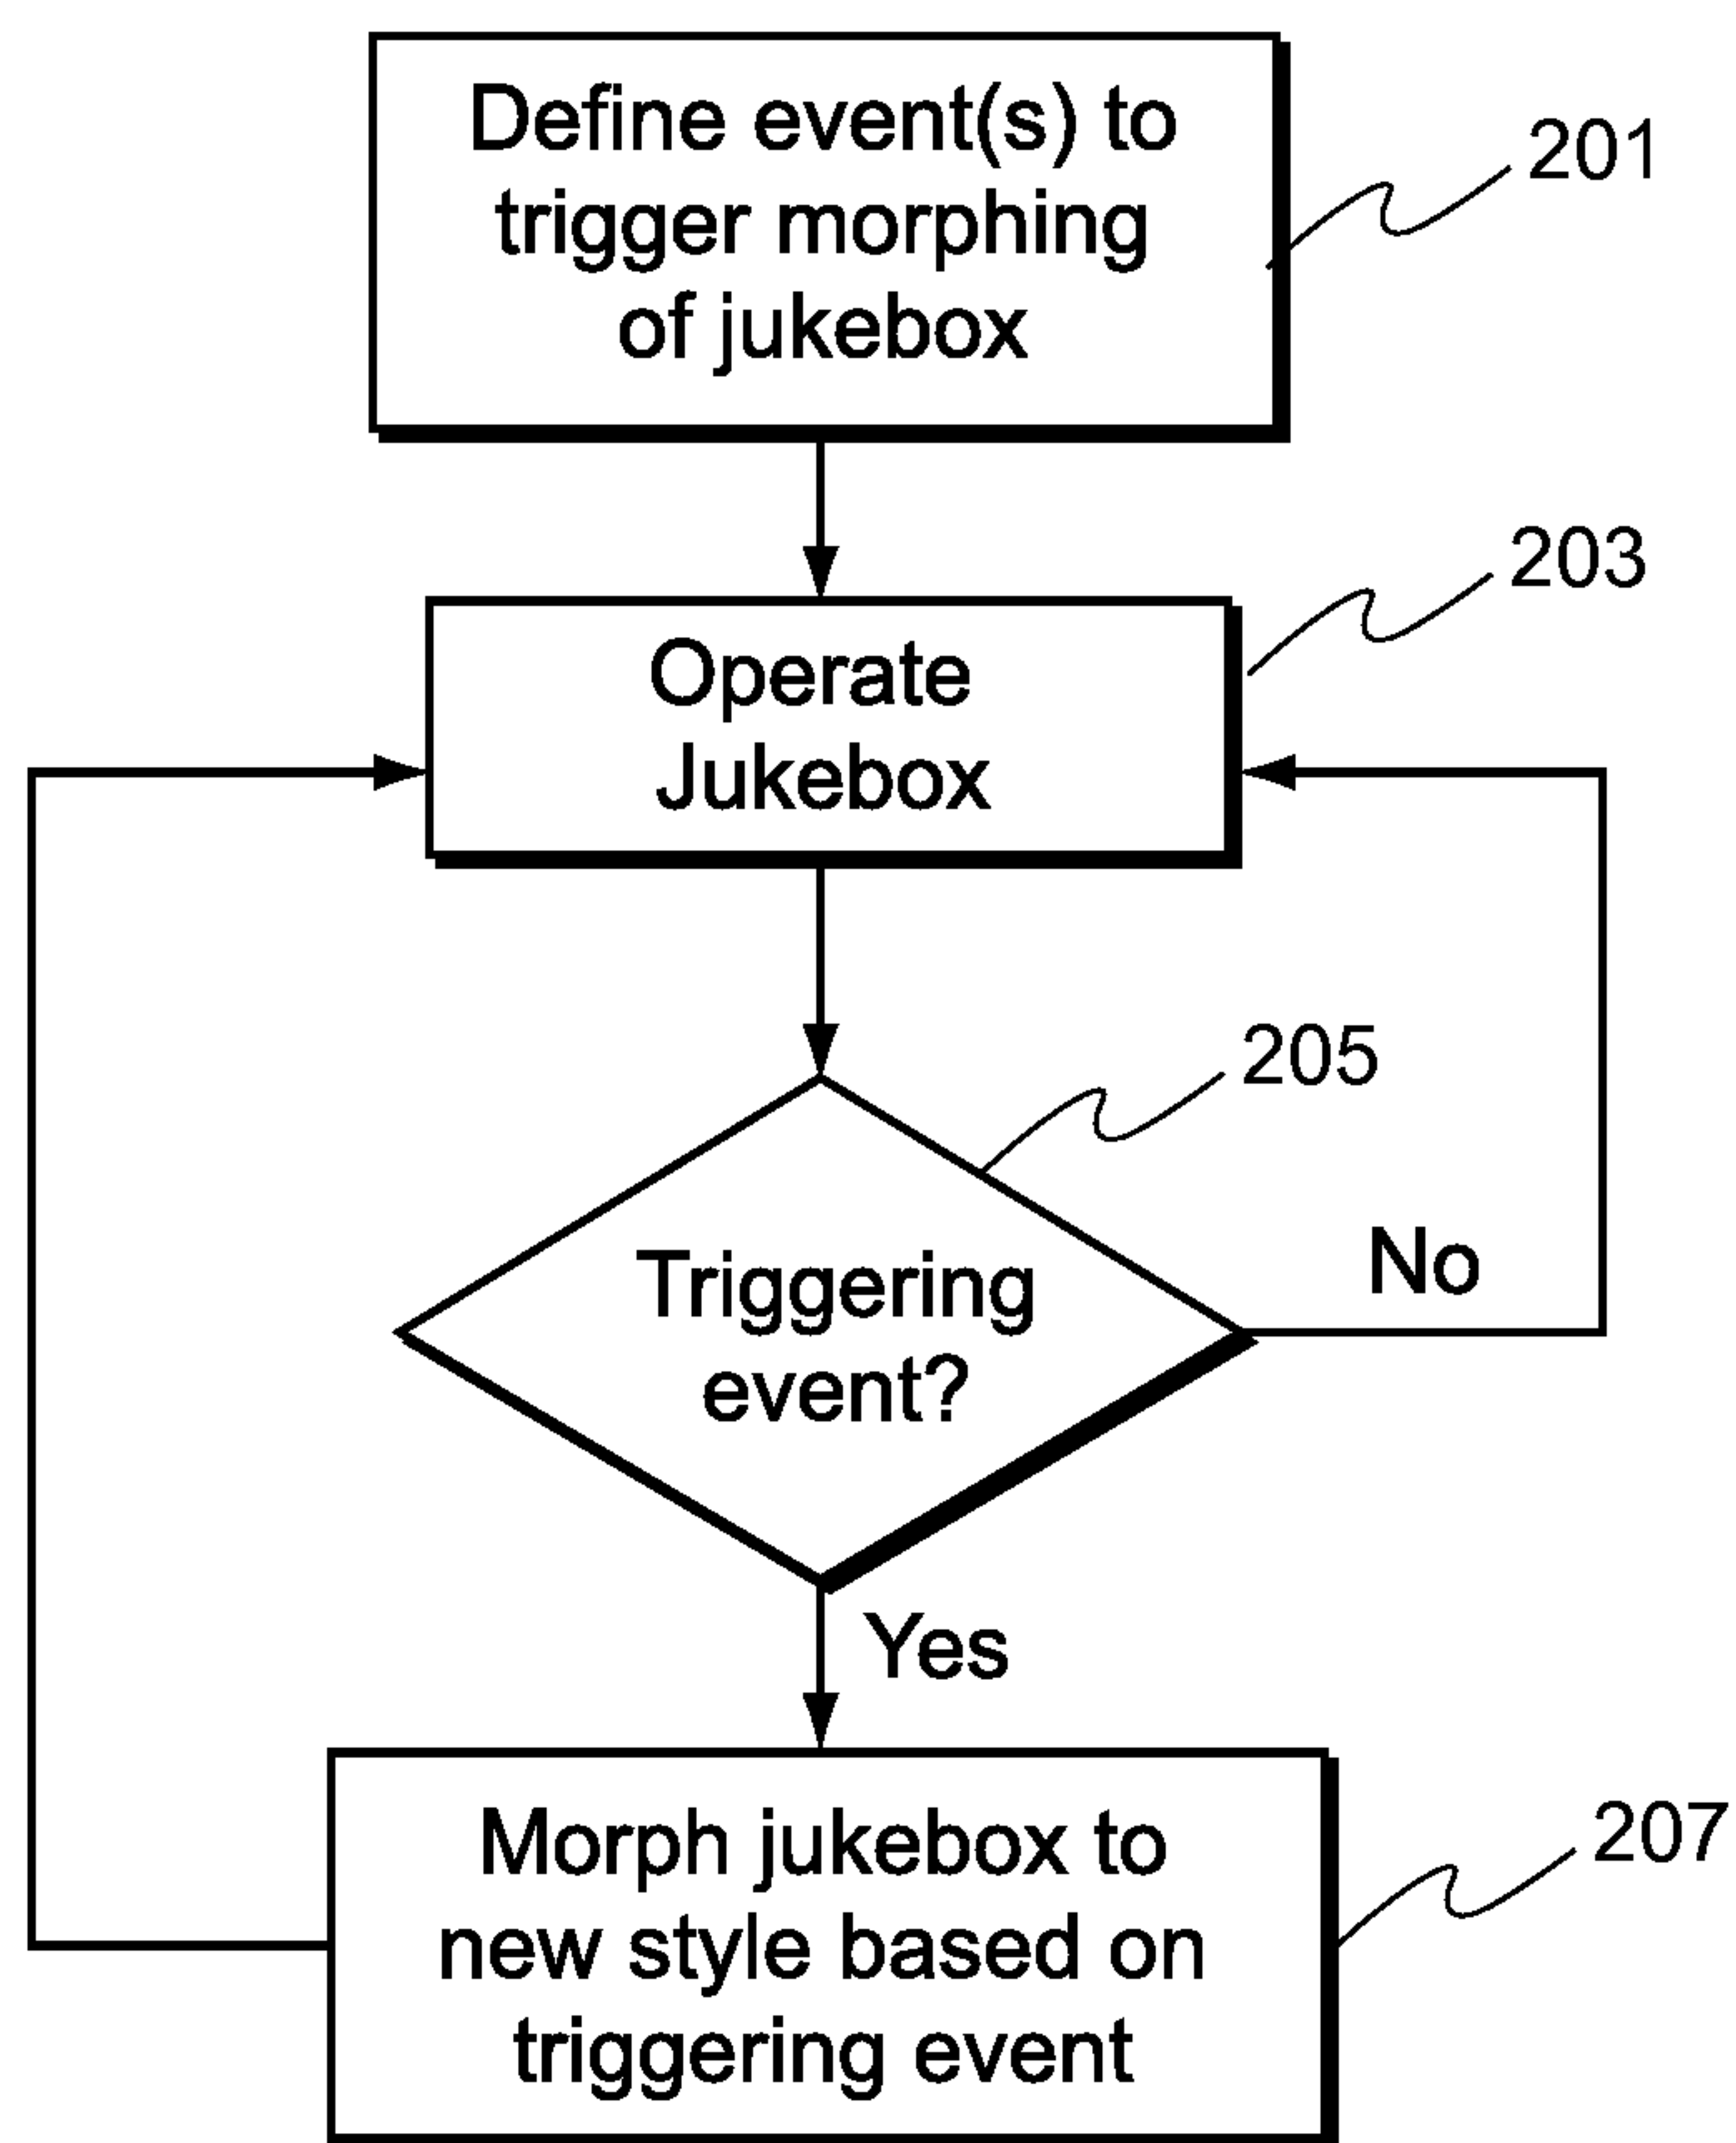 Define event(s) to
trigger morphing
of jukebox
201
Operate
Jukebox
203
Triggering
event?
205
No
Yes
Morph jukebox to
new style based on
triggering event
207